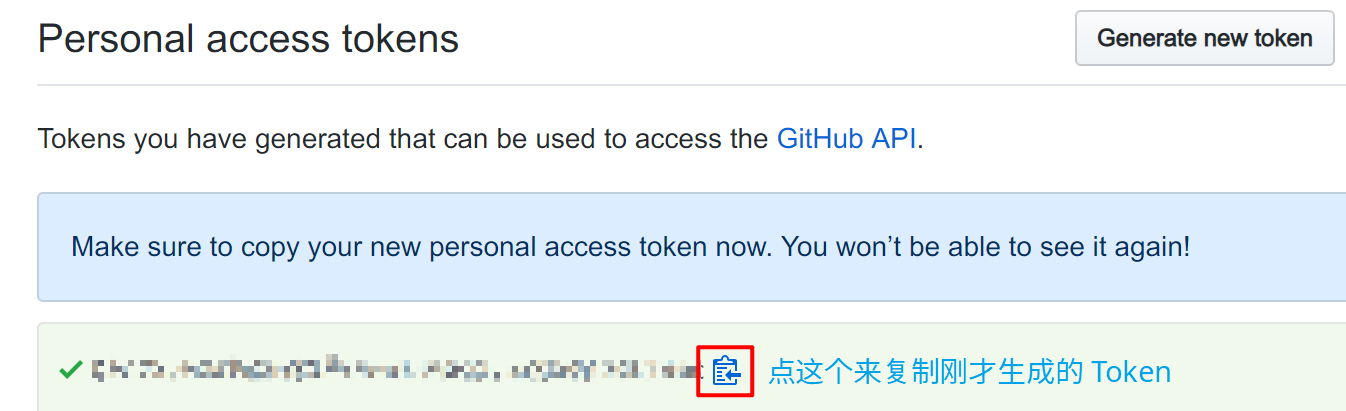 Personal access tokens
Generate new token
Tokens you have generated that can be used to access the GitHub API.
Make sure to copy your new personal access token now. You won’t be able to see it again!
点这个来复制刚才生成的 Token